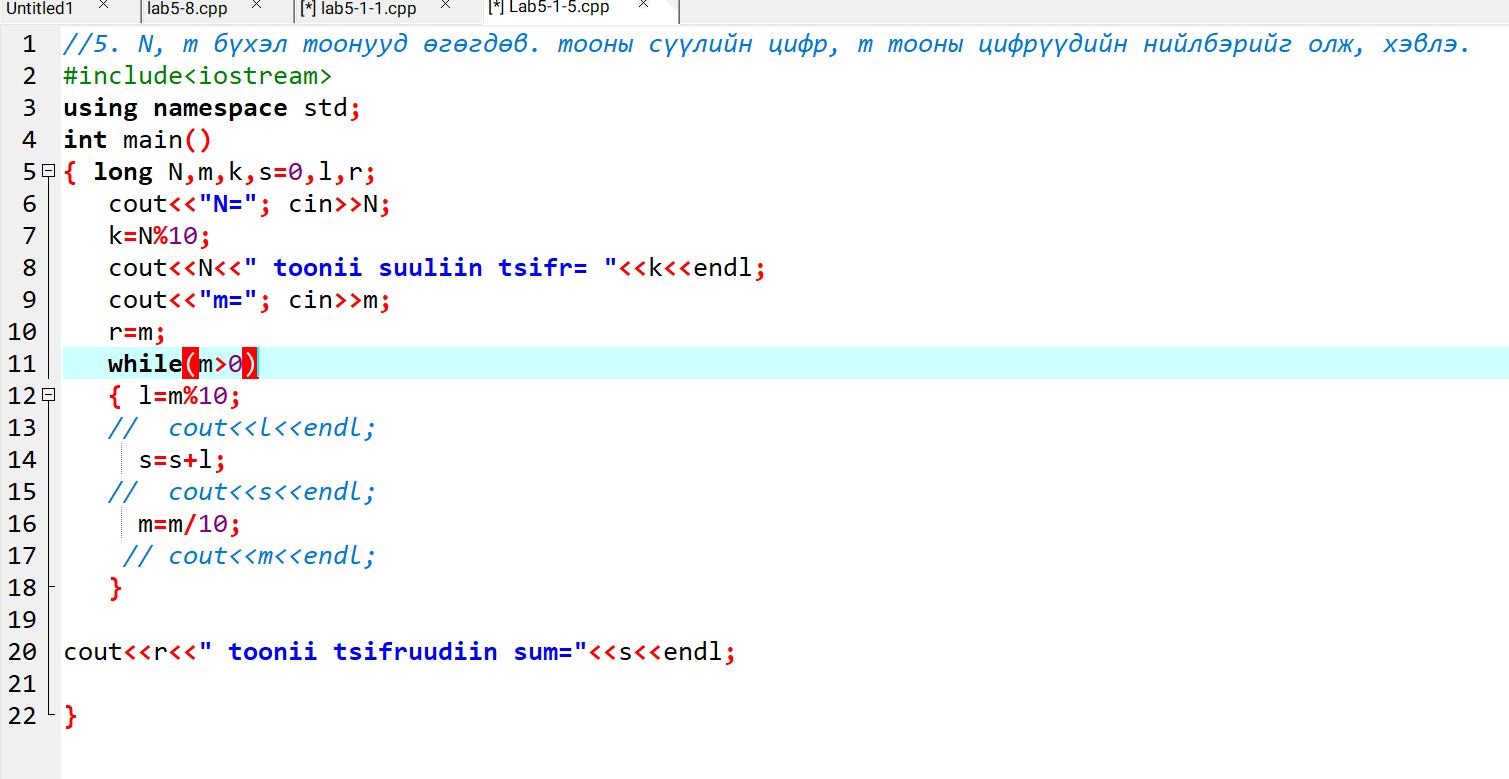 Untitled1 × lab5-8.cpp × [*] lab5-1-1.cpp × [*] Lab5-1-5.cpp ×
1 //5. N, m бүхэл тоонууд өгөгдөв. тооны сүүлийн цифр, m тооны цифрүүдийн нийлбэрийг олж, хэвлэ.
2 #include<iostream>
3 using namespace std;
4 int main()
5 { long N,m,k,s=0,l,r;
6 cout<<"N="; cin>>N;
7 k=N%10;
8 cout<<N<<" toonii suuliin tsifr= "<<k<<endl;
9 cout<<"m="; cin>>m;
10 r=m;
11 while(m>0)
12 { l=m%10;
13 // cout<<l<<endl;
14 s=s+l;
15 // cout<<s<<endl;
16 m=m/10;
17 // cout<<m<<endl;
18 }
19
20 cout<<r<<" toonii tsifruudiin sum="<<s<<endl;
21
22 }